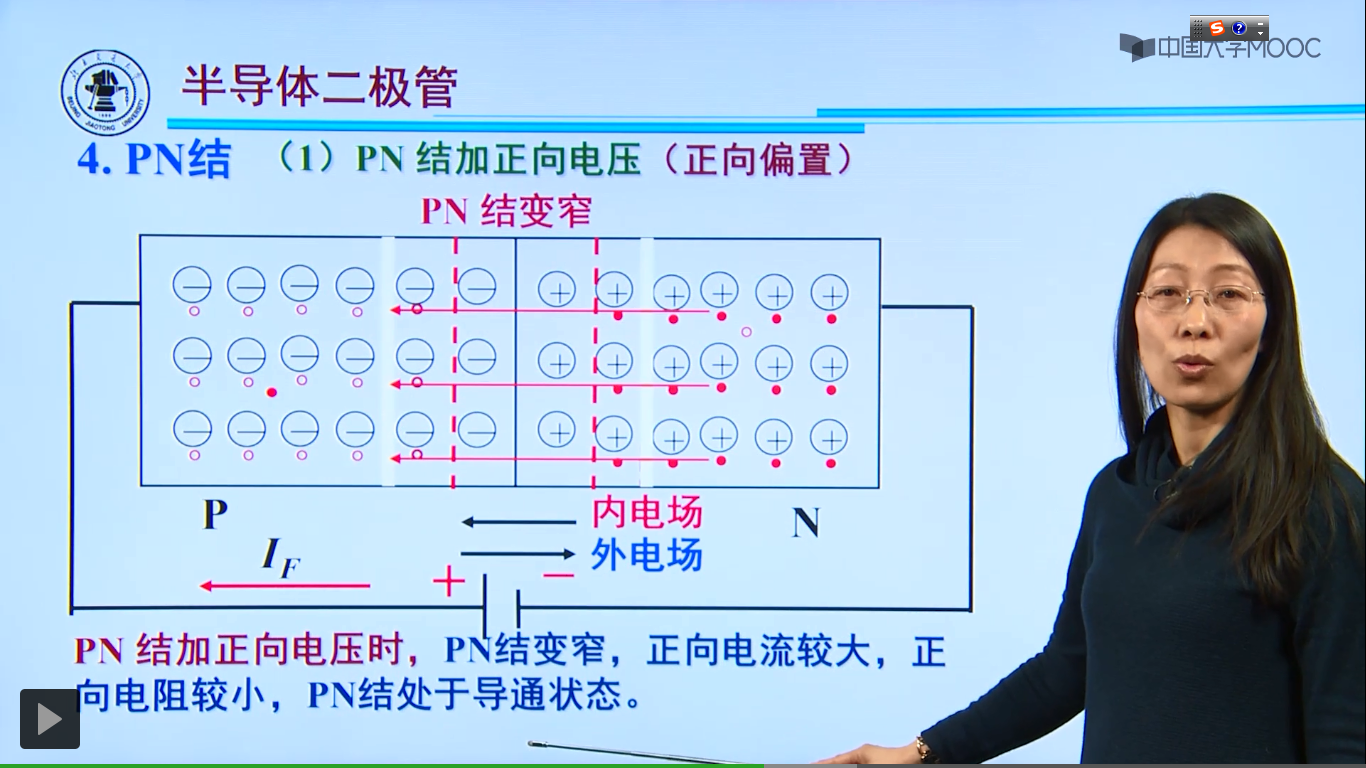 中国大学MOOC
半导体二极管
4. PN结 （1）PN 结加正向电压（正向偏置）
PN 结变窄
P
N
内电场
外电场
I_F
+ −
PN 结加正向电压时，PN结变窄，正向电流较大，正
向电阻较小，PN结处于导通状态。
BEIJING JIAOTONG UNIVERSITY